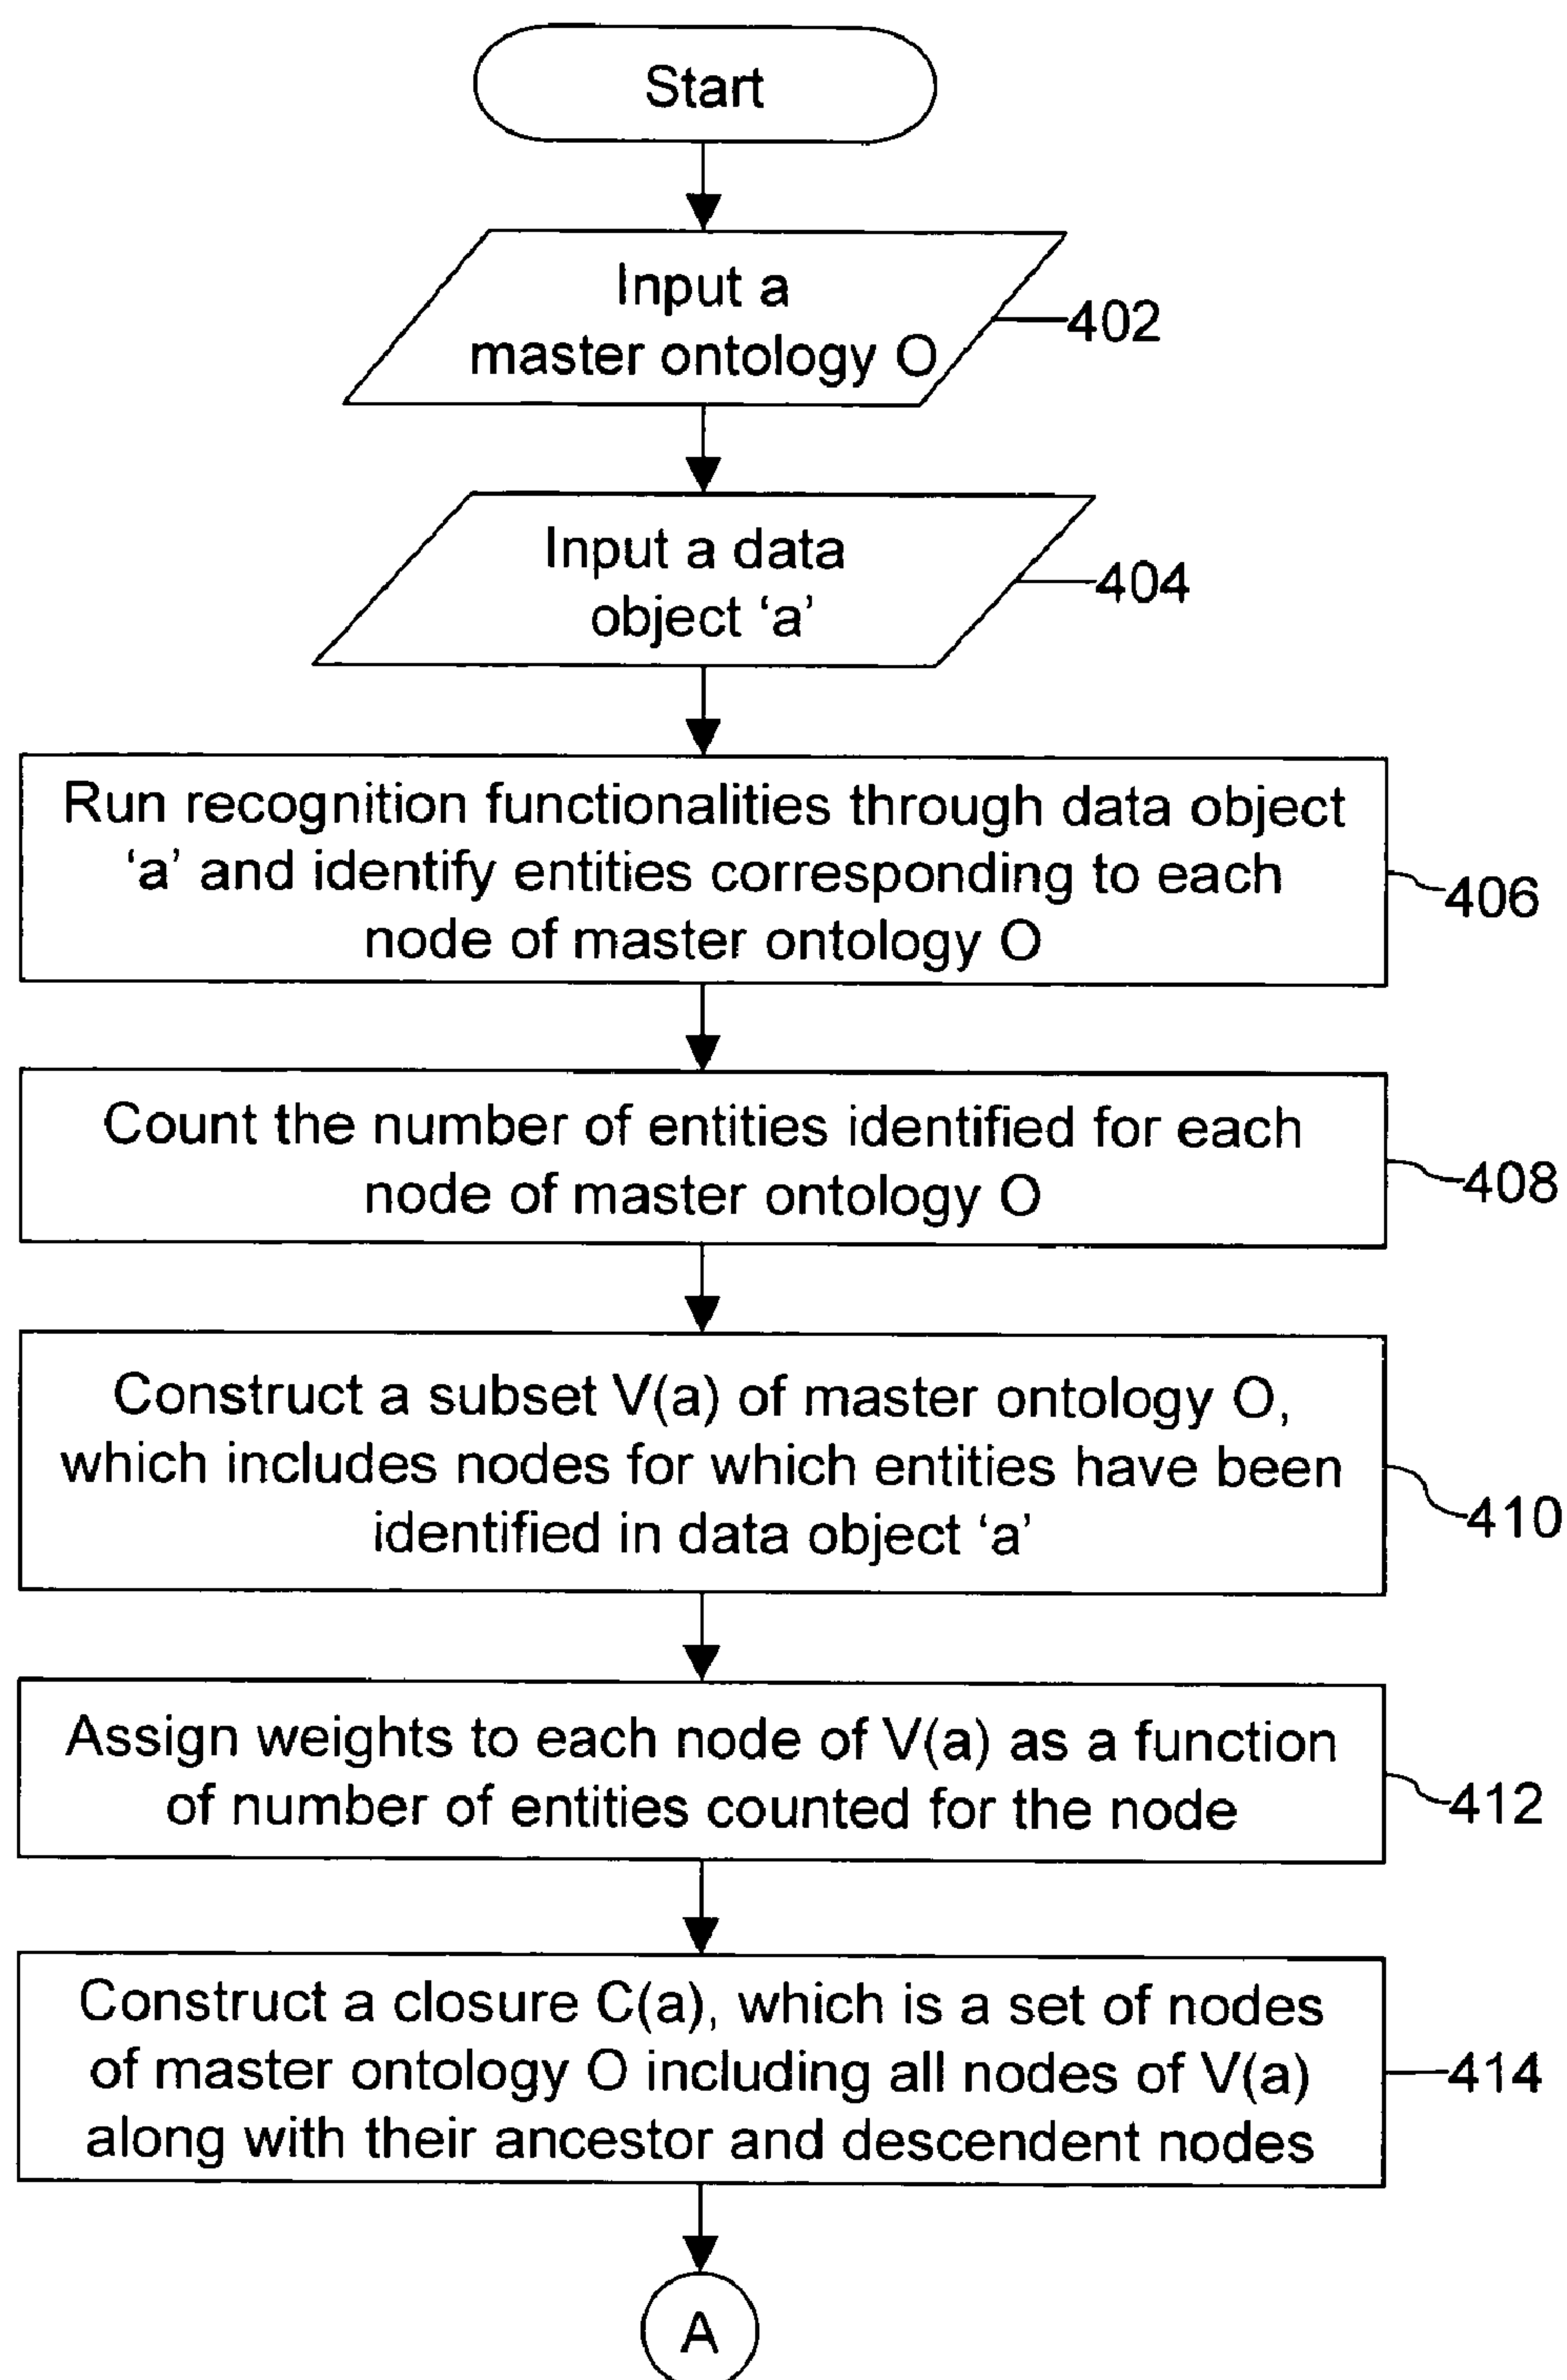 Start
Input a
master ontology O
402
Input a data
object ‘a’
404
Run recognition functionalities through data object
‘a’ and identify entities corresponding to each
node of master ontology O
406
Count the number of entities identified for each
node of master ontology O
408
Construct a subset V(a) of master ontology O,
which includes nodes for which entities have been
identified in data object ‘a’
410
Assign weights to each node of V(a) as a function
of number of entities counted for the node
412
Construct a closure C(a), which is a set of nodes
of master ontology O including all nodes of V(a)
along with their ancestor and descendent nodes
414
A